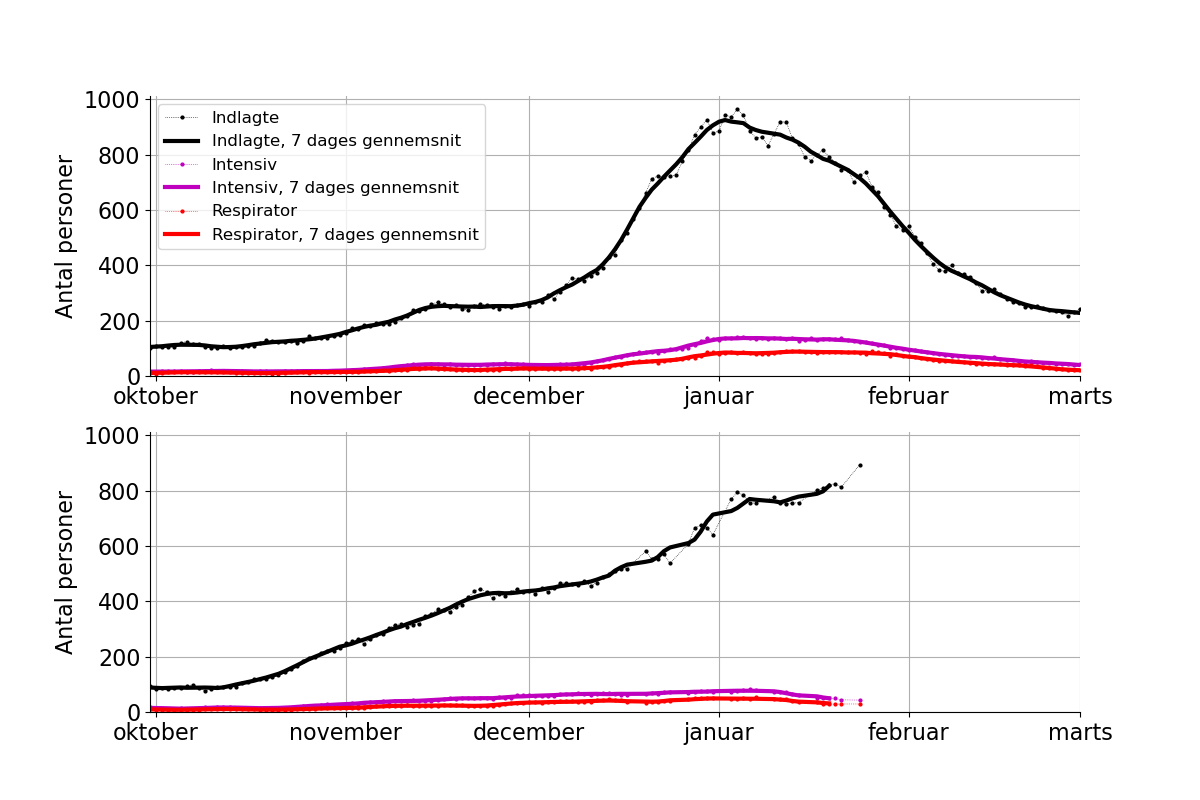 1000
800
600
400
200
0
Antal personer
Indlagte
Indlagte, 7 dages gennemsnit
Intensiv
Intensiv, 7 dages gennemsnit
Respirator
Respirator, 7 dages gennemsnit
oktober november december januar februar marts
1000
800
600
400
200
0
Antal personer
oktober november december januar februar marts